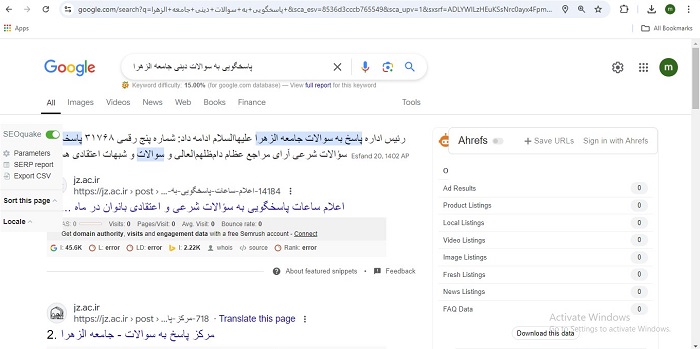 google.com/search?q=پاسخگویی+به+سوالات+دینی+جامعه+الزهرا+&sca_esv=8536d3cccb765549&sca_upv=1&sxsrf=ADLYWILzHEuKSsNrc0ayx4Fpm...
m
Apps
All Bookmarks
Google
پاسخگویی به سوالات دینی جامعه الزهرا
m
Keyword difficulty: 15.00% (for google.com database) — View full report for this keyword
All Images Videos News Web Books Finance Tools
SEOquake
Parameters
SERP report
Export CSV
Sort this page
Locale
رئیس اداره پاسخ به سوالات جامعه الزهرا علیهاالسلام ادامه داد: شماره پنج رقمی ۳۱۷۶۸ پاسخ
سؤالات شرعی آرای مراجع عظام دام‌ظلهم‌العالی و سوالات و شبهات اعتقادی ه
Esfand 20, 1402 AP
jz.ac.ir
https://jz.ac.ir › post › ...-14184-اعلام-ساعات-پاسخگویی-به
اعلام ساعات پاسخگویی به سؤالات شرعی و اعتقادی بانوان در ماه ...
AS: 0 Visits: 0 Pages/Visit: 0 Avg. Visit: 0 Bounce Rate: 0
Get domain authority, visits and engagement data with a free Semrush account - Connect
I: 45.6K L: error LD: error I: 2.22K whois source Rank: error
About featured snippets • Feedback
jz.ac.ir
https://jz.ac.ir › post › ...718-مرکز-پا · Translate this page
2. مرکز پاسخ به سوالات - جامعه الزهرا
Ahrefs
Save URLs Sign in with Ahrefs
O
Ad Results 0
Product Listings 0
Local Listings 0
Video Listings 0
Image Listings 0
Fresh Listings 0
News Listings 0
FAQ Data 0
Download this data
Activate Windows
Go to Settings to activate Windows.